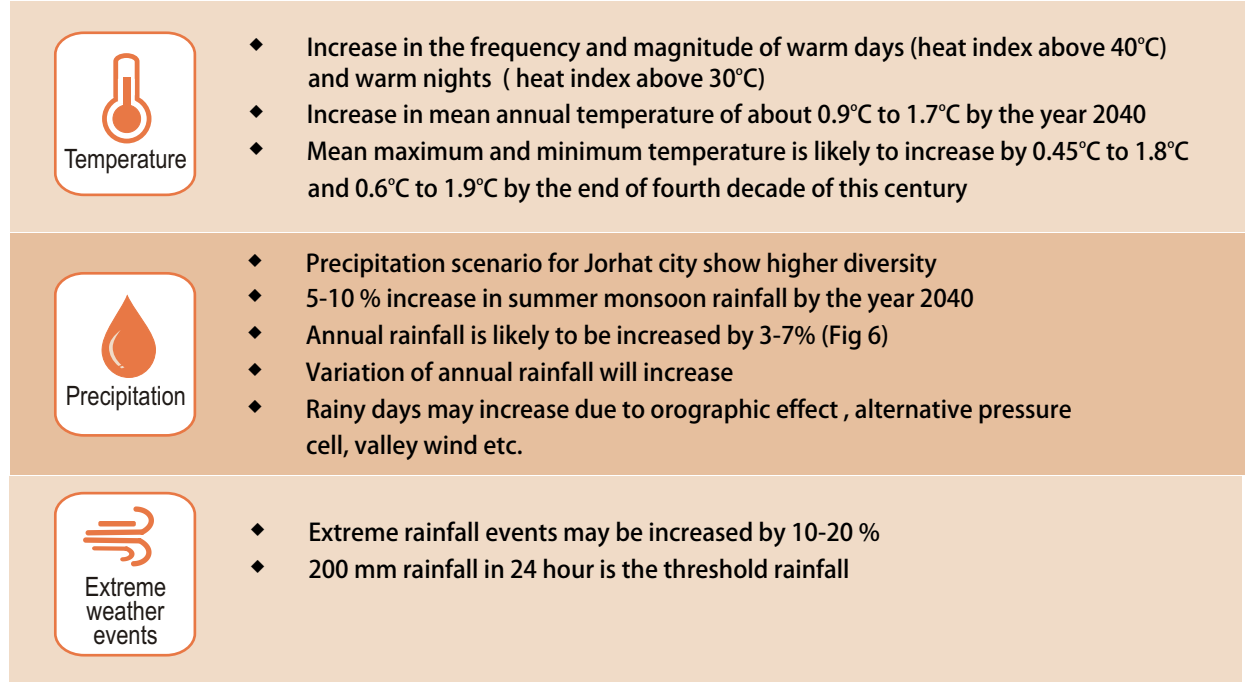 Temperature
◆ Increase in the frequency and magnitude of warm days (heat index above 40°C)
and warm nights ( heat index above 30°C)
◆ Increase in mean annual temperature of about 0.9°C to 1.7°C by the year 2040
◆ Mean maximum and minimum temperature is likely to increase by 0.45°C to 1.8°C
and 0.6°C to 1.9°C by the end of fourth decade of this century
Precipitation
◆ Precipitation scenario for Jorhat city show higher diversity
◆ 5-10 % increase in summer monsoon rainfall by the year 2040
◆ Annual rainfall is likely to be increased by 3-7% (Fig 6)
◆ Variation of annual rainfall will increase
◆ Rainy days may increase due to orographic effect , alternative pressure
cell, valley wind etc.
Extreme
weather
events
◆ Extreme rainfall events may be increased by 10-20 %
◆ 200 mm rainfall in 24 hour is the threshold rainfall